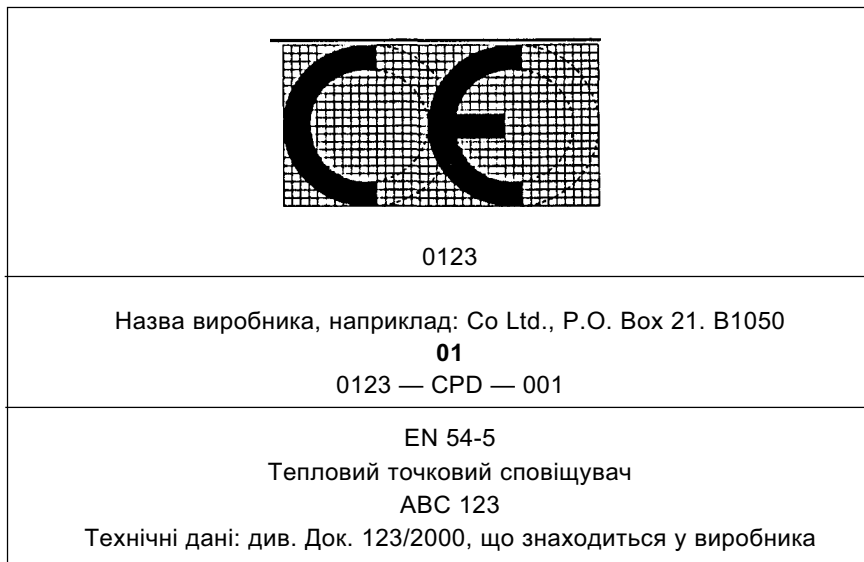 CE
0123
Назва виробника, наприклад: Co Ltd., P.O. Box 21. B1050
01
0123 — CPD — 001
EN 54-5
Тепловий точковий сповіщувач
ABC 123
Технічні дані: див. Док. 123/2000, що знаходиться у виробника